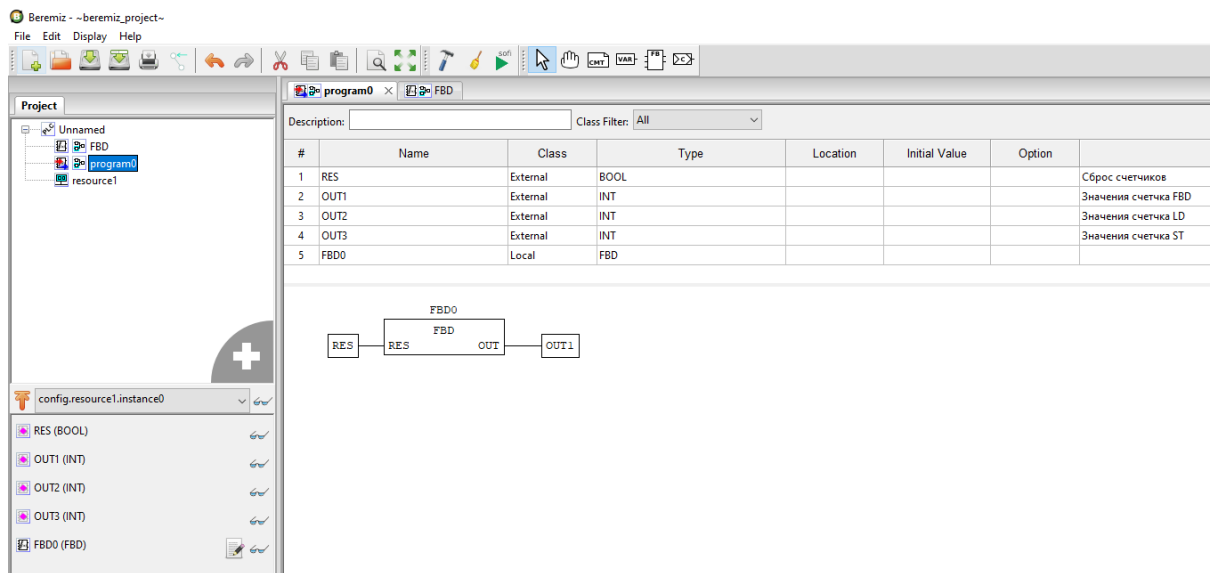 Beremiz - ~beremiz_project~
File Edit Display Help
sofi
CMT VAR FB >c>
Project
Unnamed
FBD
program0
resource1
config.resource1.instance0
RES (BOOL)
OUT1 (INT)
OUT2 (INT)
OUT3 (INT)
FBD0 (FBD)
program0 FBD
Description: Class Filter: All
# Name Class Type Location Initial Value Option
1 RES External BOOL Сброс счетчиков
2 OUT1 External INT Значения счетчка FBD
3 OUT2 External INT Значения счетчка LD
4 OUT3 External INT Значения счетчка ST
5 FBD0 Local FBD
FBD0
FBD
RES RES OUT OUT1